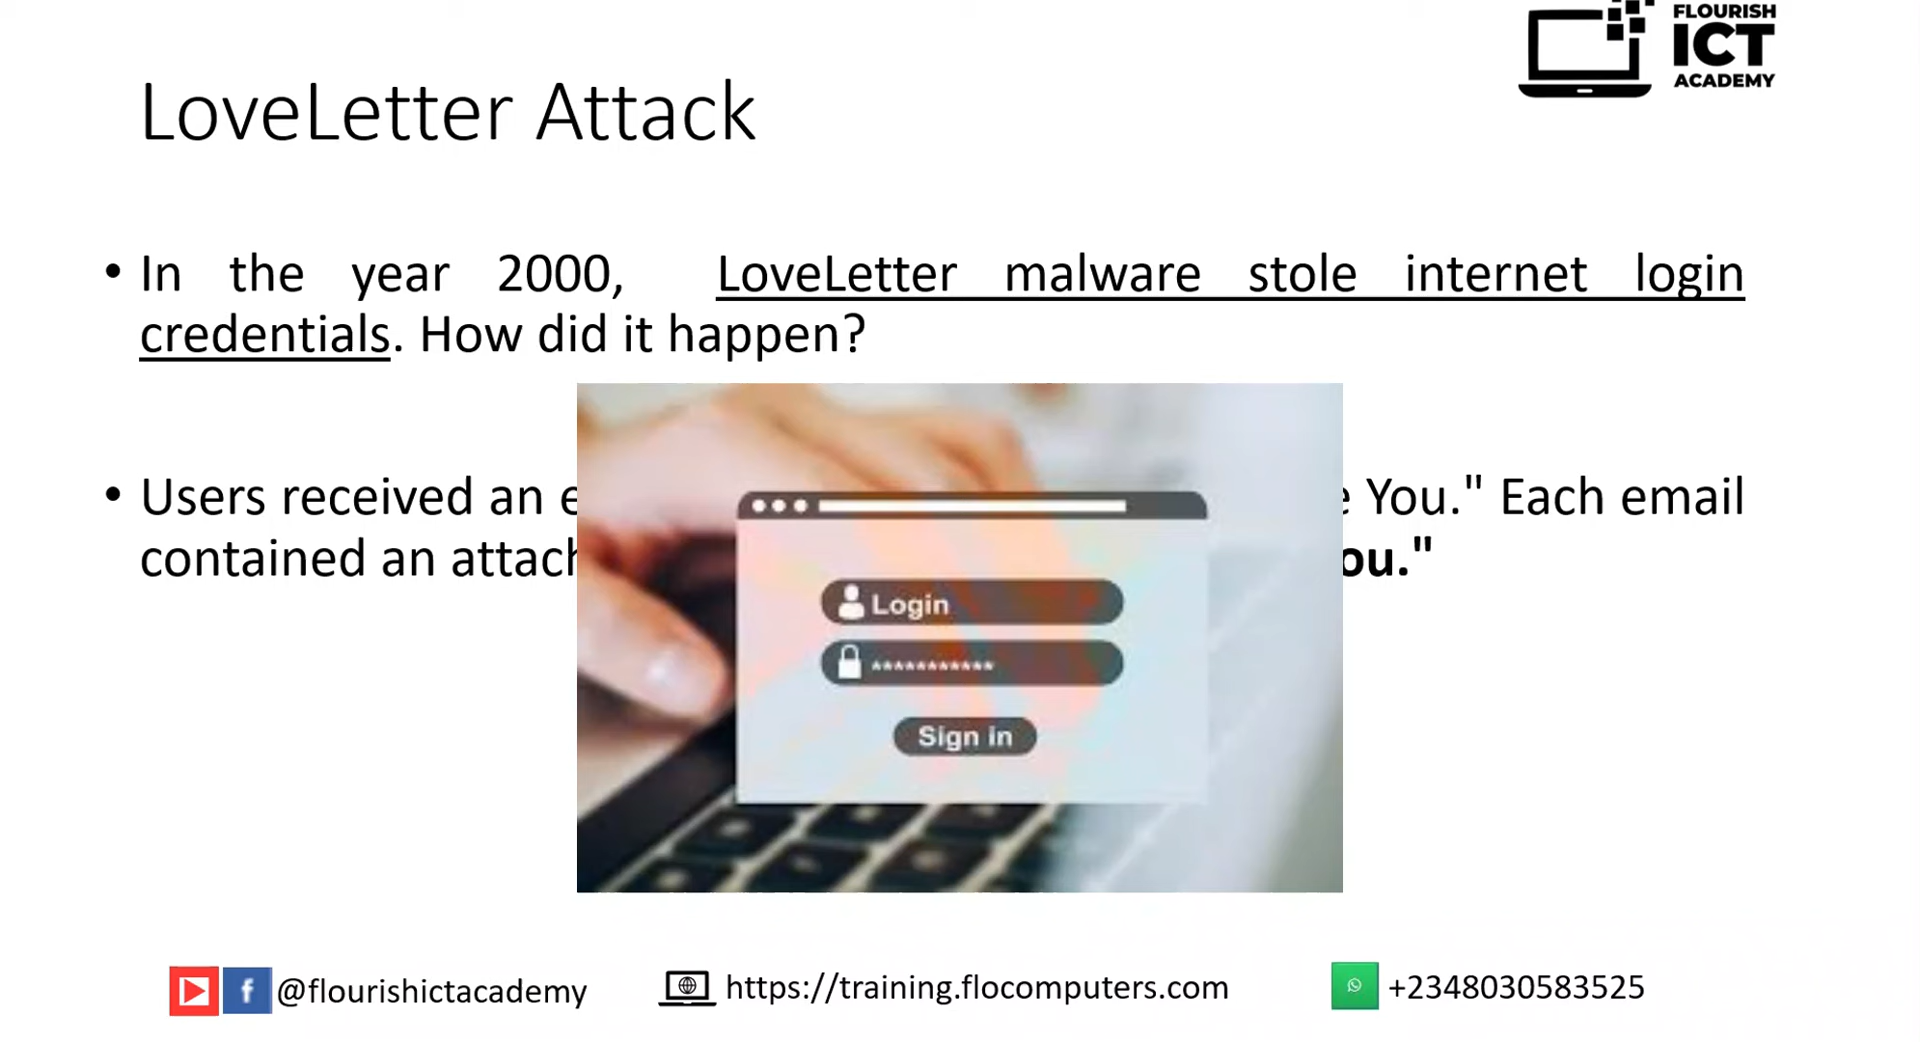 FLOURISH
ICT
ACADEMY
LoveLetter Attack
• In the year 2000, LoveLetter malware stole internet login
credentials. How did it happen?
• Users received an e You." Each email
contained an attach ou."
Login
***********
Sign in
@flourishictacademy
https://training.flocomputers.com
+2348030583525